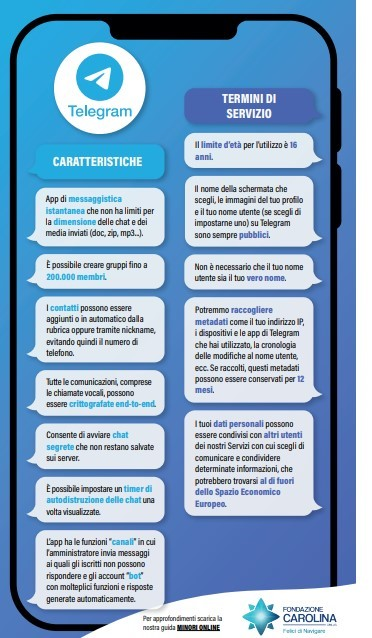 Telegram
CARATTERISTICHE
App di messaggistica
istantanea che non ha limiti per
la dimensione delle chat e dei
media inviati (doc, zip, mp3..).
È possibile creare gruppi fino a
200.000 membri.
I contatti possono essere
aggiunti o in automatico dalla
rubrica oppure tramite nickname,
evitando quindi il numero di
telefono.
Tutte le comunicazioni, comprese
le chiamate vocali, possono
essere crittografate end-to-end.
Consente di avviare chat
segrete che non restano salvate
sui server.
È possibile impostare un timer di
autodistruzione delle chat una
volta visualizzate.
L'app ha le funzioni "canali" in cui
l'amministratore invia messaggi
ai quali gli iscritti non possono
rispondere e gli account "bot"
con molteplici funzioni e risposte
generate automaticamente.
TERMINI DI
SERVIZIO
Il limite d'età per l'utilizzo è 16
anni.
Il nome della schermata che
scegli, le immagini del tuo profilo
e il tuo nome utente (se scegli di
impostarne uno) su Telegram
sono sempre pubblici.
Non è necessario che il tuo nome
utente sia il tuo vero nome.
Potremmo raccogliere
metadati come il tuo indirizzo IP,
i dispositivi e le app di Telegram
che hai utilizzato, la cronologia
delle modifiche al nome utente,
ecc. Se raccolti, questi metadati
possono essere conservati per 12
mesi.
I tuoi dati personali possono
essere condivisi con altri utenti
dei nostri Servizi con cui scegli di
comunicare e condividere
determinate informazioni, che
potrebbero trovarsi al di fuori
dello Spazio Economico
Europeo.
Per approfondimenti scarica la
nostra guida MINORI ONLINE
FONDAZIONE
CAROLINA
Felici di Navigare